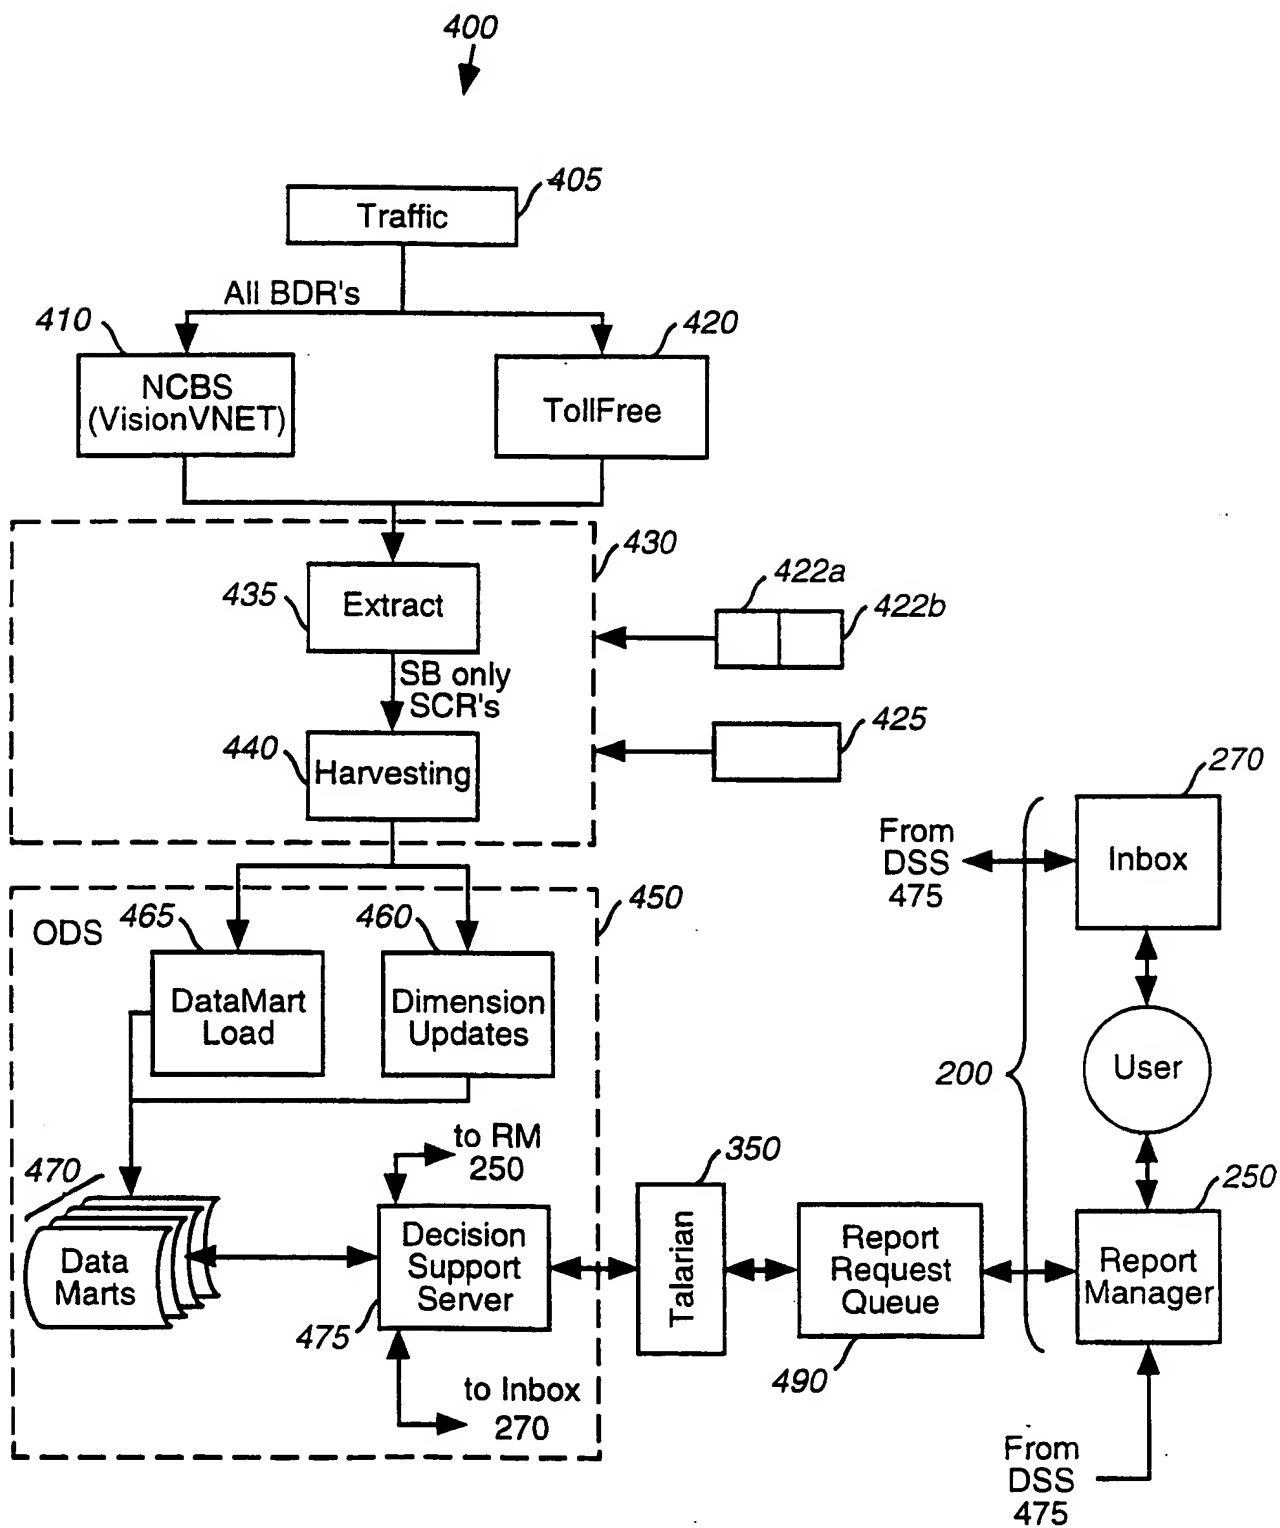 400
405
Traffic
All BDR's
410
420
NCBS
(VisionVNET)
TollFree
430
435
Extract
422a
422b
SB only
SCR's
425
440
Harvesting
270
From
DSS
475
Inbox
450
ODS
465
460
DataMart
Load
Dimension
Updates
200
User
to RM
250
350
470
250
Data
Marts
Decision
Support
Server
475
Talarian
Report
Request
Queue
490
Report
Manager
to Inbox
270
From
DSS
475